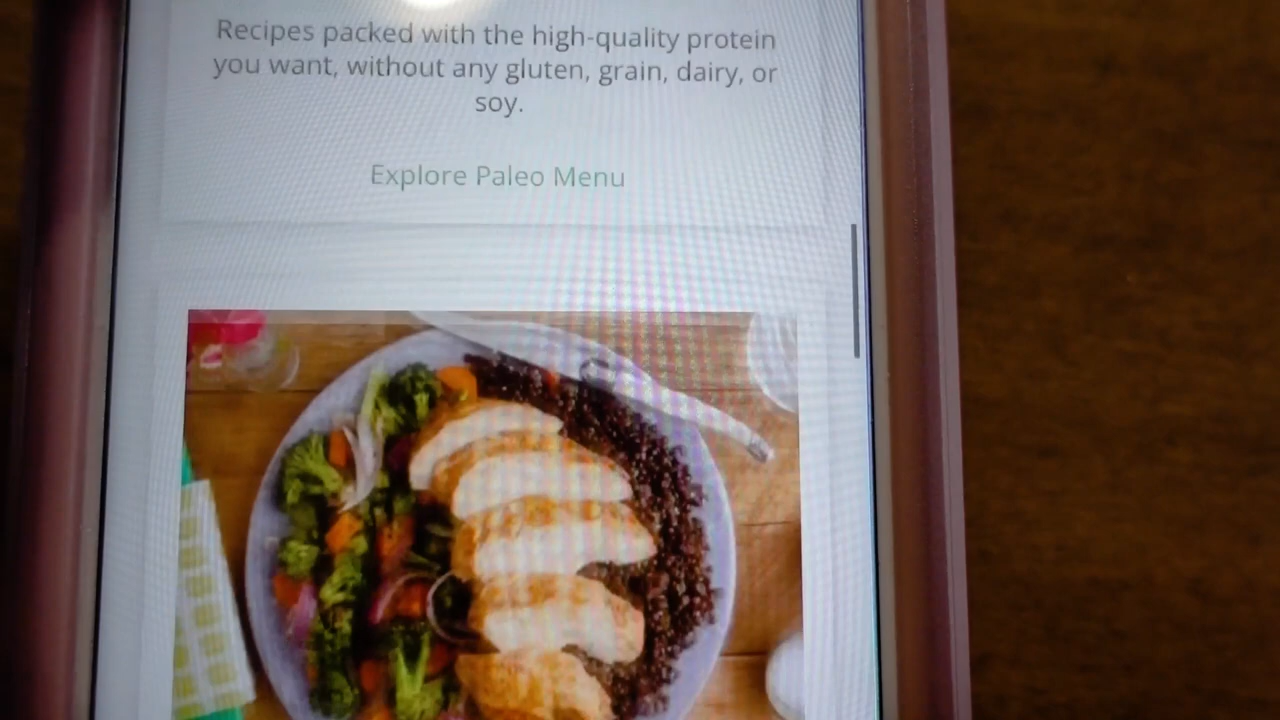 Recipes packed with the high-quality protein
you want, without any gluten, grain, dairy, or
soy.
Explore Paleo Menu